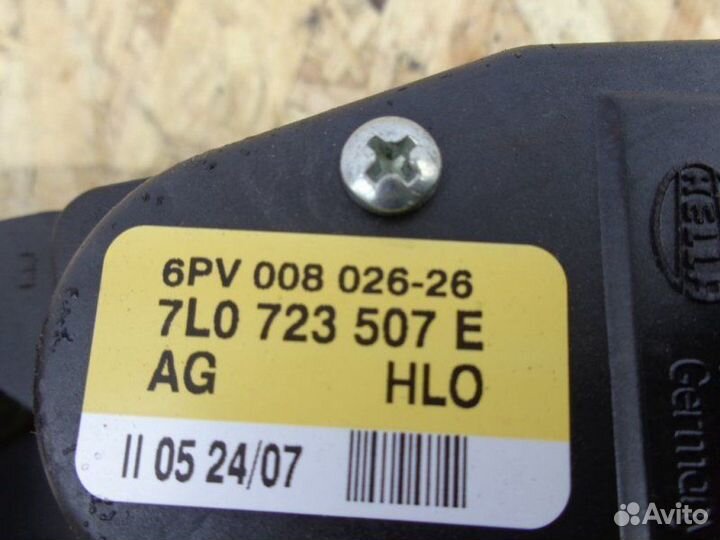 6PV 008 026-26
7L0 723 507 E
AG HLO
II 05 24/07
HELLA
Germany
Avito